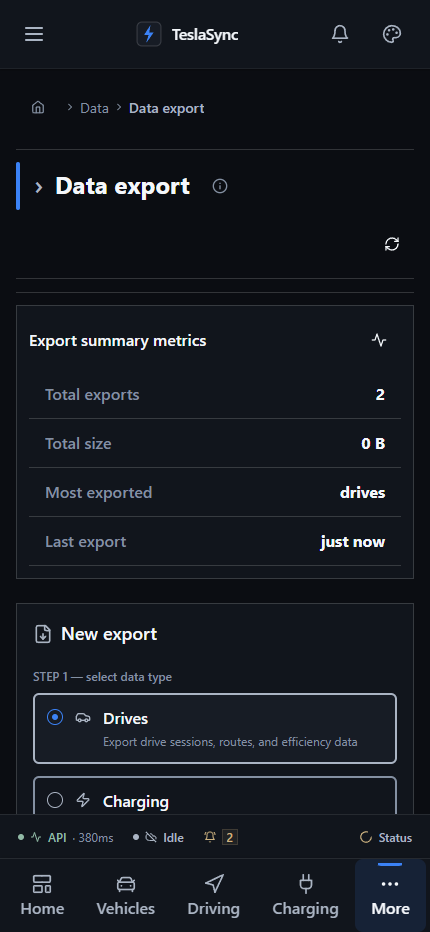 TeslaSync
Data
Data export
Data export
Export summary metrics
Total exports 2
Total size 0 B
Most exported drives
Last export just now
New export
STEP 1 — select data type
Drives
Export drive sessions, routes, and efficiency data
Charging
API · 380ms Idle 2 Status
Home Vehicles Driving Charging More